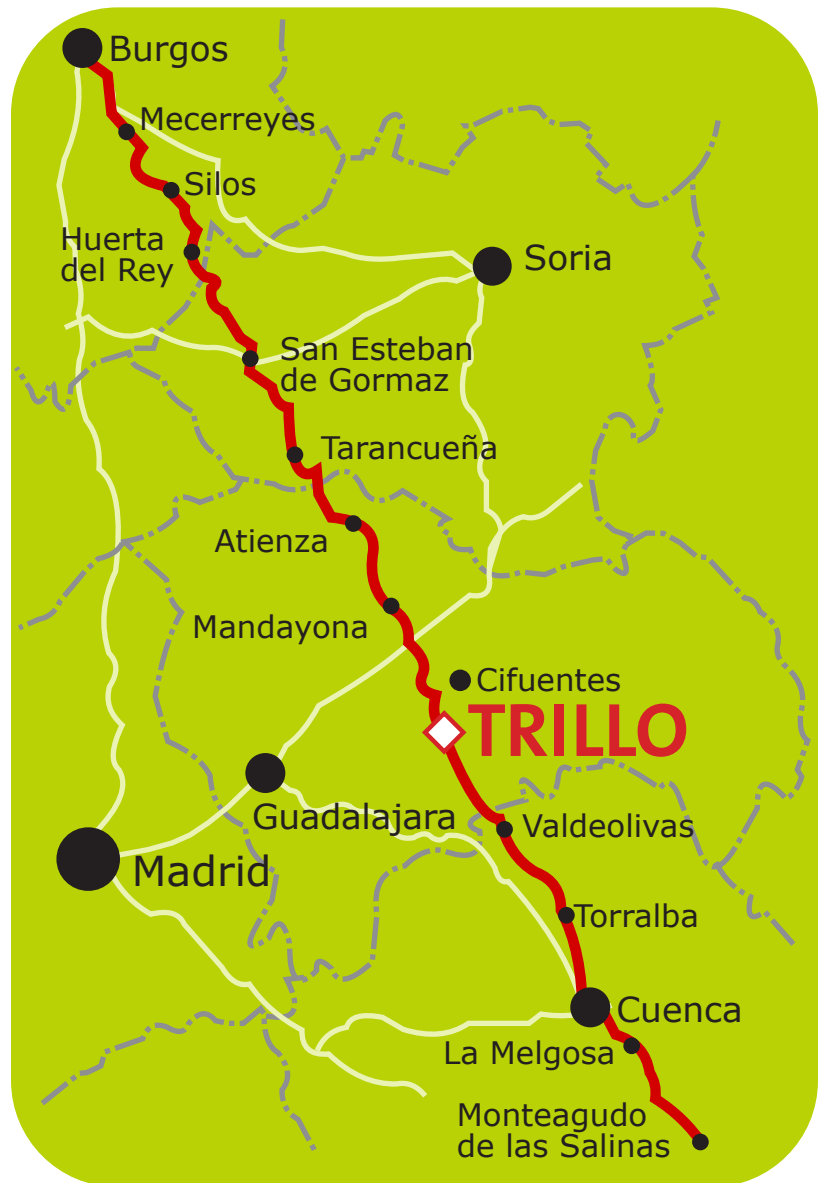 Burgos
Mecerreyes
Silos
Huerta
del Rey
Soria
San Esteban
de Gormaz
Tarancueña
Atienza
Mandayona
Cifuentes
TRILLO
Guadalajara
Valdeolivas
Madrid
Torralba
Cuenca
La Melgosa
Monteagudo
de las Salinas